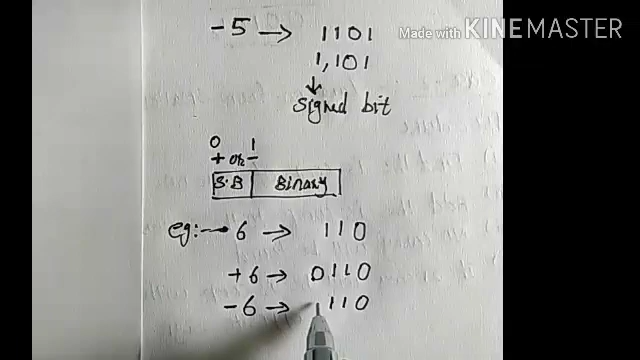 -5 → 1101
Made with KINEMASTER
1,101
↓
signed bit
0 1
+ or -
S.B Binary
eg:→ 6 → 110
+6 → 0110
-6 → 110